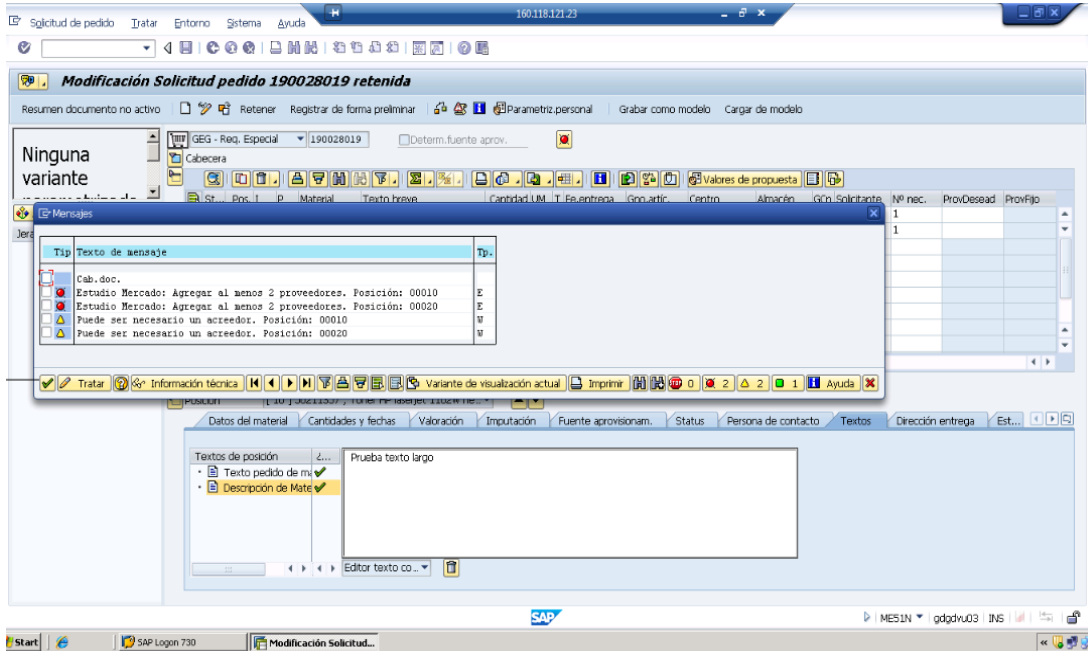 160.118.121.23
Solicitud de pedido Tratar Entorno Sistema Ayuda
Modificación Solicitud pedido 190028019 retenida
Resumen documento no activo Retener Registrar de forma preliminar Parametriz.personal Grabar como modelo Cargar de modelo
Ninguna
variante
GEG - Req. Especial 190028019 Determ.fuente aprov.
Cabecera
Valores de propuesta
St... Pos. I P Material Texto breve Cantidad UM T Fe.entrega Gpo.artíc. Centro Almacén GCp Solicitante Nº nec. ProvDesead ProvFijo
1
1
Mensajes
Tip Texto de mensaje Tp.
Cab.doc.
Estudio Mercado: Agregar al menos 2 proveedores. Posición: 00010 E
Estudio Mercado: Agregar al menos 2 proveedores. Posición: 00020 E
Puede ser necesario un acreedor. Posición: 00010 W
Puede ser necesario un acreedor. Posición: 00020 W
Tratar Información técnica Variante de visualización actual Imprimir STOP 0 2 2 1 Ayuda
Posición
Datos del material Cantidades y fechas Valoración Imputación Fuente aprovisionam. Status Persona de contacto Textos Dirección entrega Est...
Textos de posición ¿...
Texto pedido de ma
Descripción de Mate
Prueba texto largo
Editor texto co...
SAP
ME51N gdgdvu03 INS
Start SAP Logon 730 Modificación Solicitud...